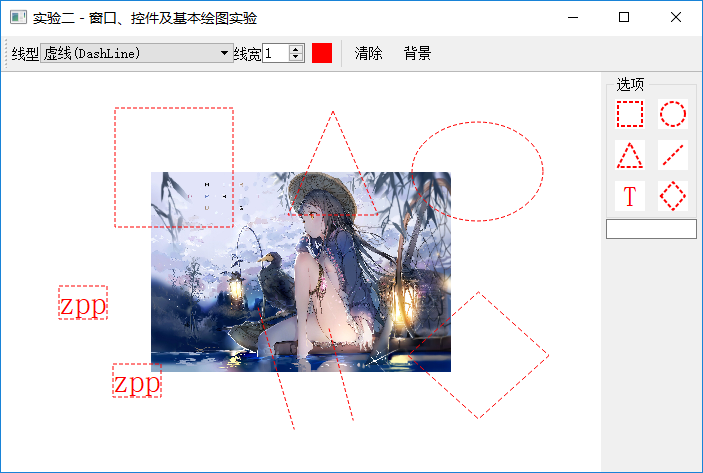 实验二 - 窗口、控件及基本绘图实验
线型 虚线(DashLine) 线宽 1 清除 背景
选项
T
zpp
zpp